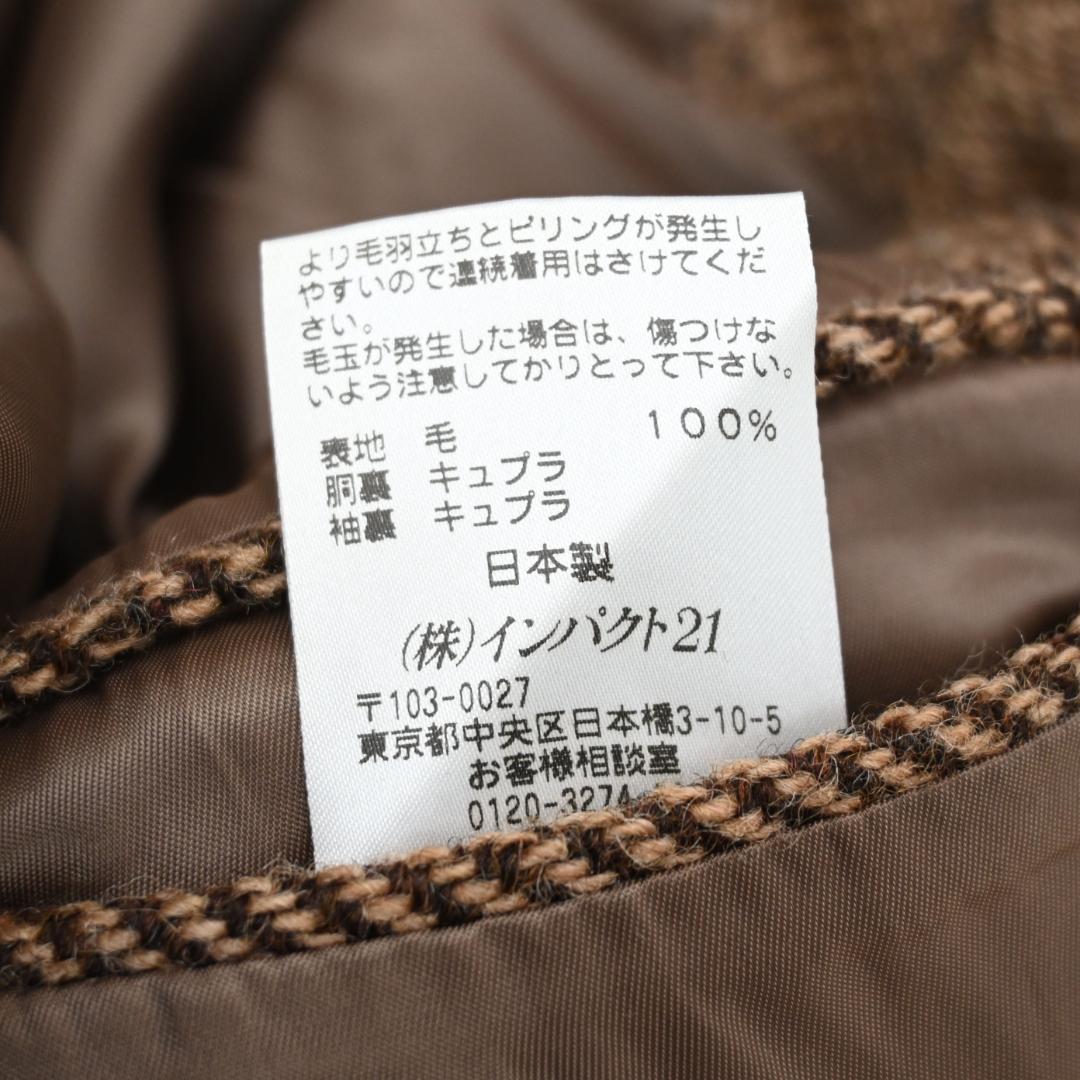 より毛羽立ちとピリングが発生し
やすいので連続着用はさけてくだ
さい。
毛玉が発生した場合は、傷つけな
いよう注意してかりとって下さい。
表地 毛 100%
胴裏 キュプラ
袖裏 キュプラ
日本製
(株)インパクト21
〒103-0027
東京都中央区日本橋3-10-5
お客様相談室
0120-3274